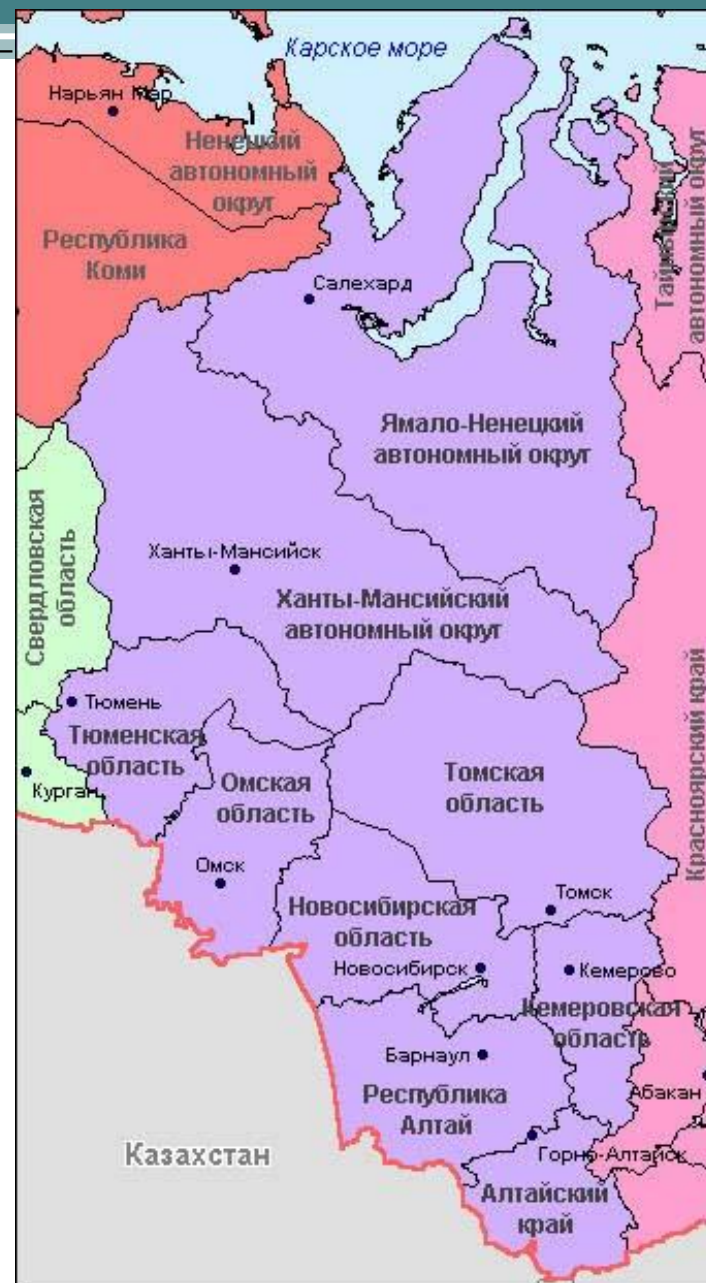 Карское море
Нарьян Мар
Ненецкий
автономный
округ
Республика
Коми
Таймырский
автономный округ
Салехард
Ямало-Ненецкий
автономный округ
Свердловская
область
Ханты-Мансийск
Ханты-Мансийский
автономный округ
Красноярский край
Тюмень
Тюменская
область
Курган
Омская
область
Томская
область
Омск
Томск
Новосибирская
область
Новосибирск
Кемерово
Кемеровская
область
Барнаул
Абакан
Республика
Алтай
Горно-Алтайск
Казахстан
Алтайский
край